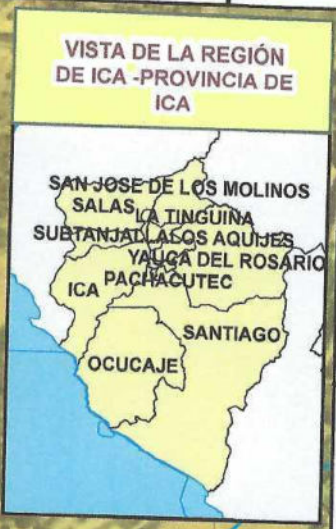 VISTA DE LA REGIÓN
DE ICA -PROVINCIA DE
ICA
SAN JOSE DE LOS MOLINOS
SALAS
LA TINGUIÑA
LOS AQUIJES
YAUCA DEL ROSARIO
PACHACUTEC
ICA
SANTIAGO
OCUCAJE